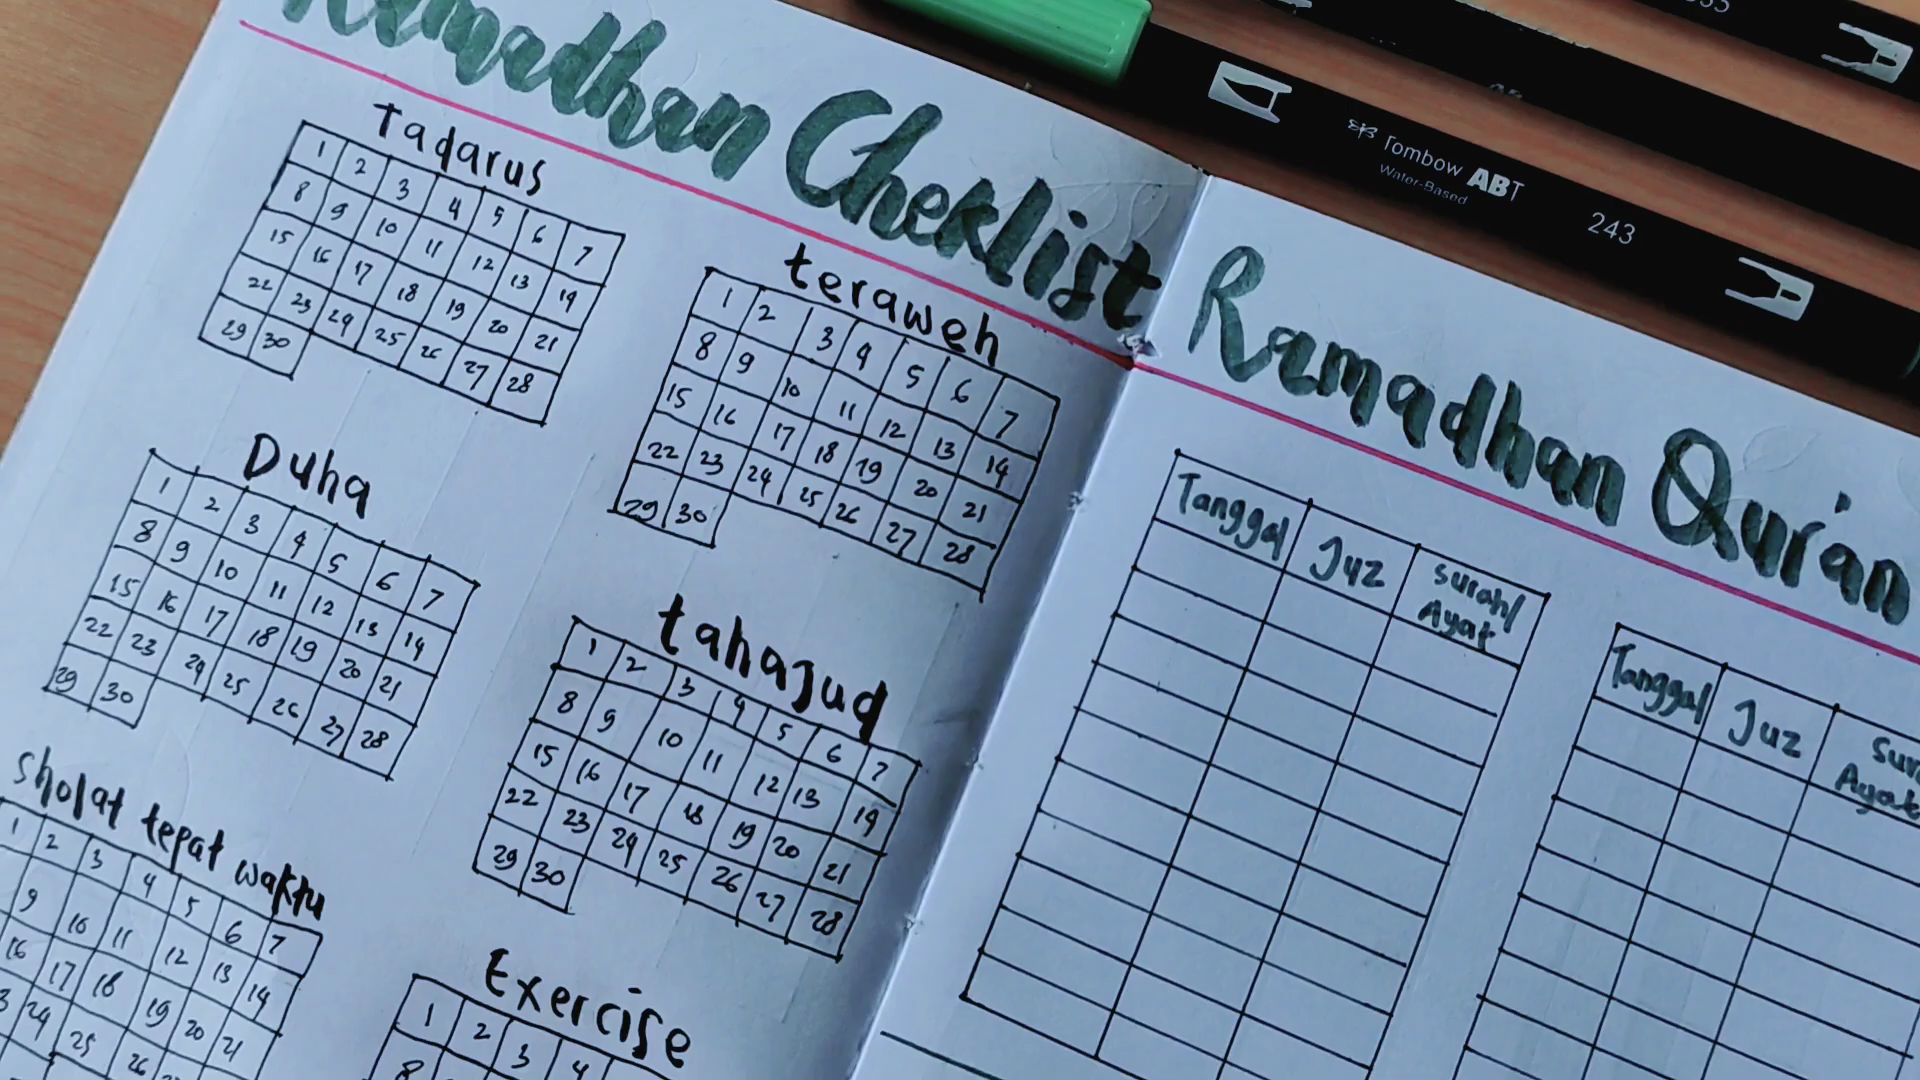 Ramadhan Cheklist
Tadarus
1 2 3 4 5 6 7
8 9 10 11 12 13 14
15 16 17 18 19 20 21
22 23 24 25 26 27 28
29 30
teraweh
1 2 3 4 5 6 7
8 9 10 11 12 13 14
15 16 17 18 19 20 21
22 23 24 25 26 27 28
29 30
Duha
1 2 3 4 5 6 7
8 9 10 11 12 13 14
15 16 17 18 19 20 21
22 23 24 25 26 27 28
29 30
tahajud
1 2 3 4 5 6 7
8 9 10 11 12 13 14
15 16 17 18 19 20 21
22 23 24 25 26 27 28
29 30
Sholat tepat waktu
1 2 3 4 5 6 7
9 10 11 12 13 14
16 17 18 19 20 21
24 25 26
Exercise
1 2 3 4
8
Ramadhan Qur'an
Tanggal Juz Surah/
Ayat
Tanggal Juz Sur
Ayat
Tombow ABT
Water-Based
243